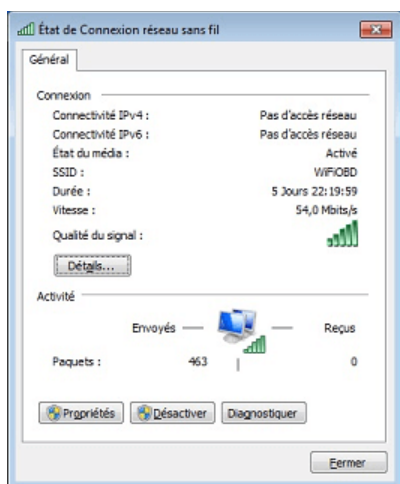 État de Connexion réseau sans fil
Général
Connexion
Connectivité IPv4 : Pas d'accès réseau
Connectivité IPv6 : Pas d'accès réseau
État du média : Activé
SSID : WiFiOBD
Durée : 5 Jours 22:19:59
Vitesse : 54,0 Mbits/s
Qualité du signal :
Détails...
Activité
Envoyés — — Reçus
Paquets : 463 | 0
Propriétés Désactiver Diagnostiquer
Fermer